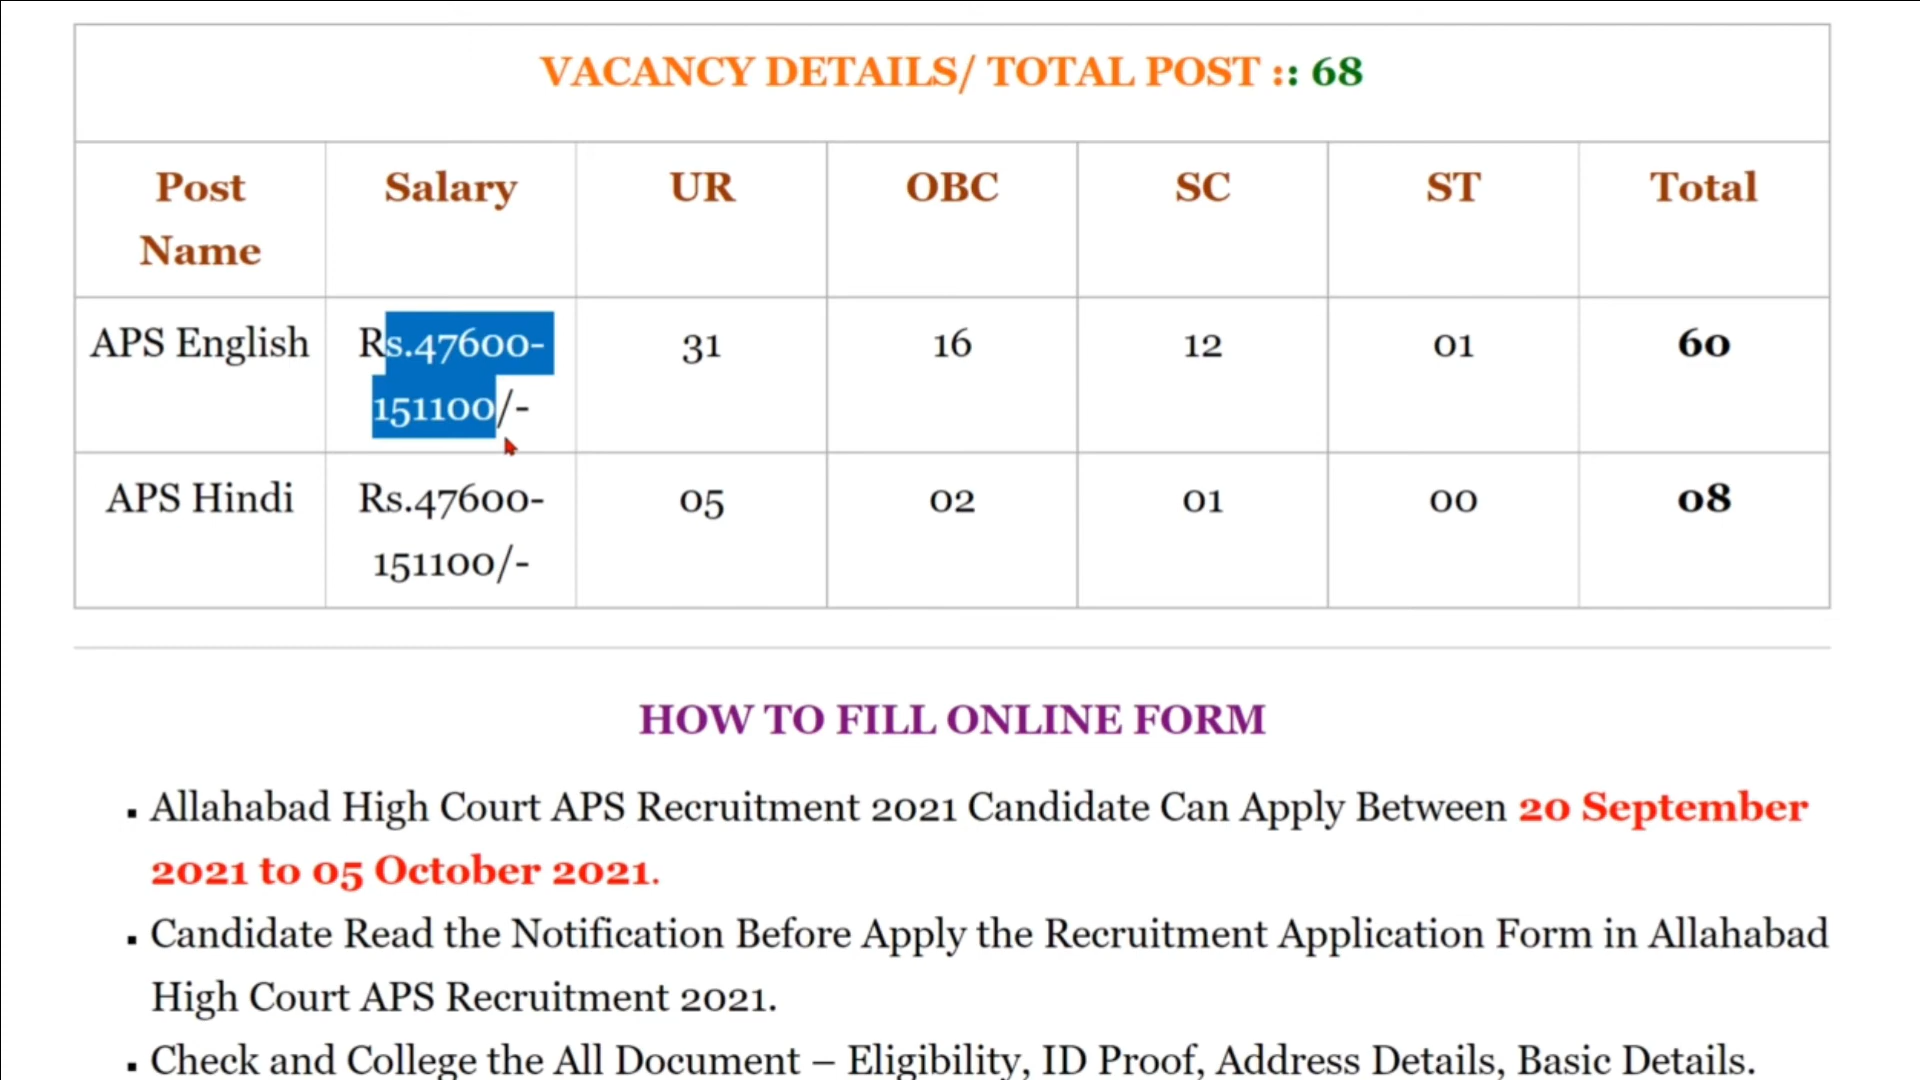 VACANCY DETAILS/ TOTAL POST :: 68
Post Name Salary UR OBC SC ST Total
APS English Rs.47600-151100/- 31 16 12 01 60
APS Hindi Rs.47600-151100/- 05 02 01 00 08
HOW TO FILL ONLINE FORM
▪ Allahabad High Court APS Recruitment 2021 Candidate Can Apply Between 20 September
2021 to 05 October 2021.
▪ Candidate Read the Notification Before Apply the Recruitment Application Form in Allahabad
High Court APS Recruitment 2021.
▪ Check and College the All Document – Eligibility, ID Proof, Address Details, Basic Details.